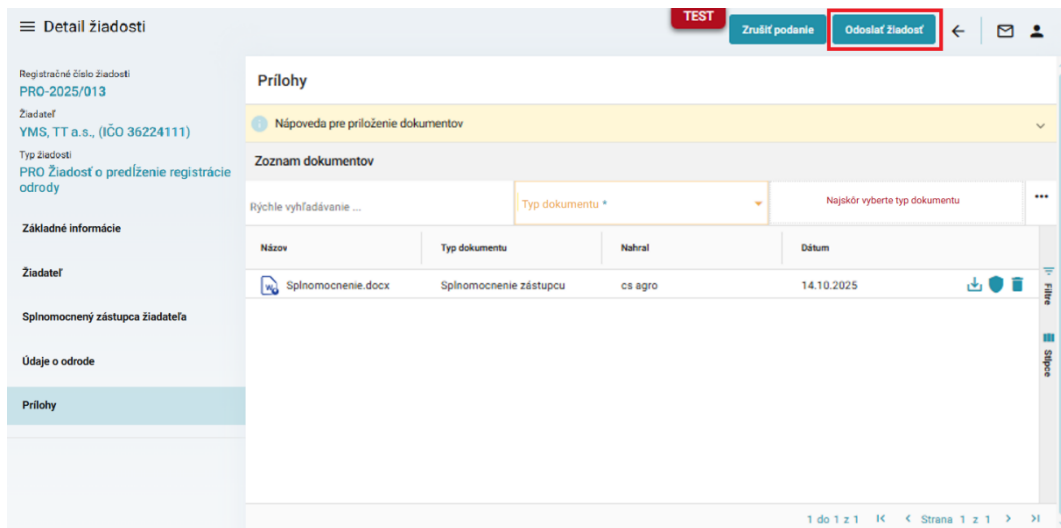 Detail žiadosti
TEST
Zrušiť podanie
Odoslať žiadosť
Registračné číslo žiadosti
PRO-2025/013
Žiadateľ
YMS, TT a.s., (IČO 36224111)
Typ žiadosti
PRO Žiadosť o predĺženie registrácie
odrody
Základné informácie
Žiadateľ
Splnomocnený zástupca žiadateľa
Údaje o odrode
Prílohy
Prílohy
Nápoveda pre priloženie dokumentov
Zoznam dokumentov
Rýchle vyhľadávanie ...
Typ dokumentu *
Najskôr vyberte typ dokumentu
Názov Typ dokumentu Nahral Dátum
Splnomocnenie.docx Splnomocnenie zástupcu cs agro 14.10.2025
Filtre
Stĺpce
1 do 1 z 1 Strana 1 z 1